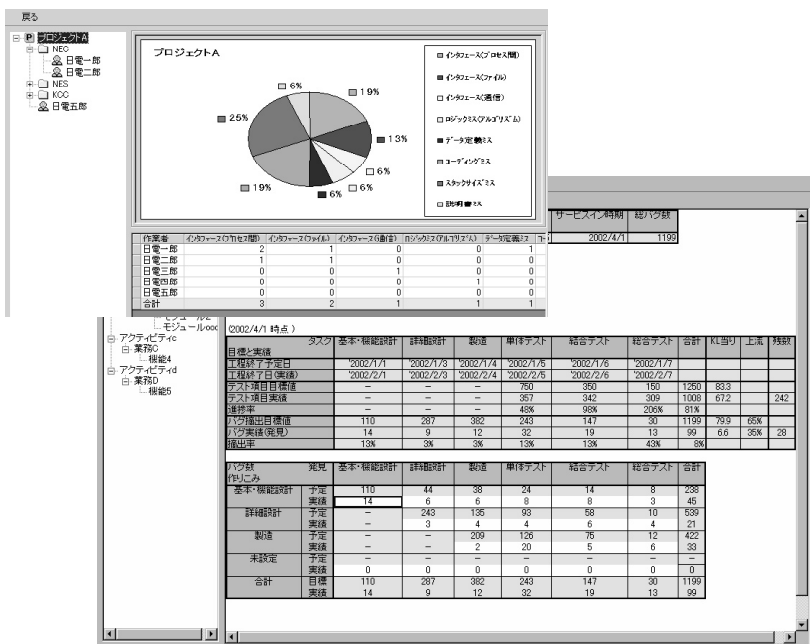 戻る
プロジェクトA
NEC
日電一郎
日電二郎
NES
KCC
日電五郎
プロジェクトA
6%
19%
25%
13%
6%
19%
6%
6%
インタフェース(プロセス間)
インタフェース(ファイル)
インタフェース(通信)
ロジックミス(アルゴリズム)
データ定義ミス
コーディングミス
スタックサイズミス
説明書ミス
作業者 インタフェース(プロセス間) インタフェース(ファイル) インタフェース(通信) ロジックミス(アルゴリズム) データ定義ミス
日電一郎 2 1 0 0 1
日電二郎 1 1 0 0 0
日電三郎 0 0 1 0 0
日電四郎 0 0 0 1 0
日電五郎 0 0 0 0 0
合計 3 2 1 1 1
サービスイン時期 総バグ数
2002/4/1 1199
モジュールooo
アクティビティc
業務C
機能4
アクティビティd
業務D
機能5
(2002/4/1 時点)
タスク 基本・機能設計 詳細設計 製造 単体テスト 結合テスト 総合テスト 合計 KL当り 上流 残数
目標と実績
工程終了予定日 '2002/1/1 '2002/1/3 '2002/1/4 '2002/1/5 '2002/1/6 '2002/1/7
工程終了日(実績) '2002/2/1 '2002/2/3 '2002/2/4 '2002/2/5 '2002/2/6 '2002/2/7
テスト項目目標値 － － － 750 350 150 1250 83.3
テスト項目実績 － － － 357 342 309 1008 67.2 242
進捗率 － － － 48% 98% 206% 81%
バグ摘出目標値 110 287 382 243 147 30 1199 79.9 65%
バグ実績(発見) 14 9 12 32 19 13 99 6.6 35% 28
摘出率 13% 3% 3% 13% 13% 43% 8%
バグ数 発見 基本・機能設計 詳細設計 製造 単体テスト 結合テスト 総合テスト 合計
作りこみ
基本・機能設計 予定 110 44 38 24 14 8 238
実績 14 6 6 8 8 3 45
詳細設計 予定 － 243 135 93 58 10 539
実績 － 3 4 4 6 4 21
製造 予定 － － 209 126 75 12 422
実績 － － 2 20 5 6 33
未設定 予定 － － － － － － －
実績 0 0 0 0 0 0 0
合計 目標 110 287 382 243 147 30 1199
実績 14 9 12 32 19 13 99